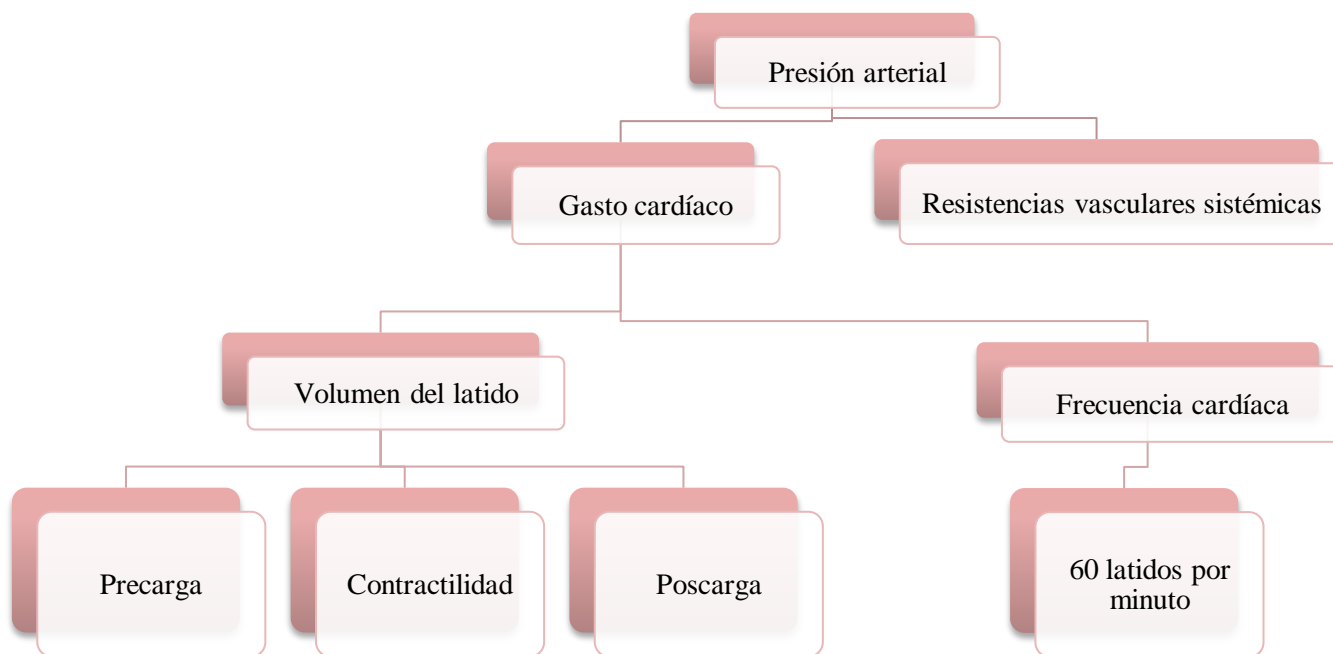 Presión arterial
Gasto cardíaco
Resistencias vasculares sistémicas
Volumen del latido
Frecuencia cardíaca
Precarga
Contractilidad
Poscarga
60 latidos por
minuto